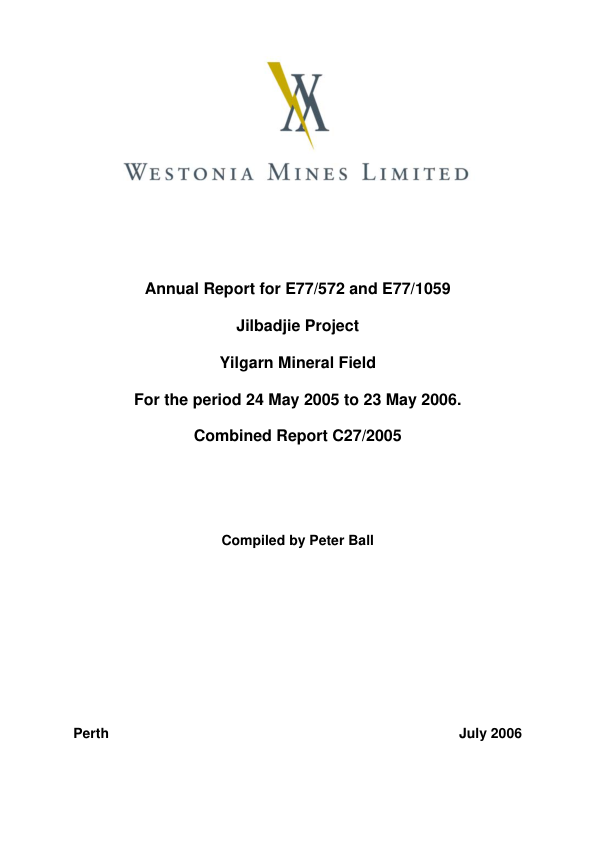 WESTONIA MINES LIMITED
Annual Report for E77/572 and E77/1059
Jilbadjie Project
Yilgarn Mineral Field
For the period 24 May 2005 to 23 May 2006.
Combined Report C27/2005
Compiled by Peter Ball
Perth July 2006